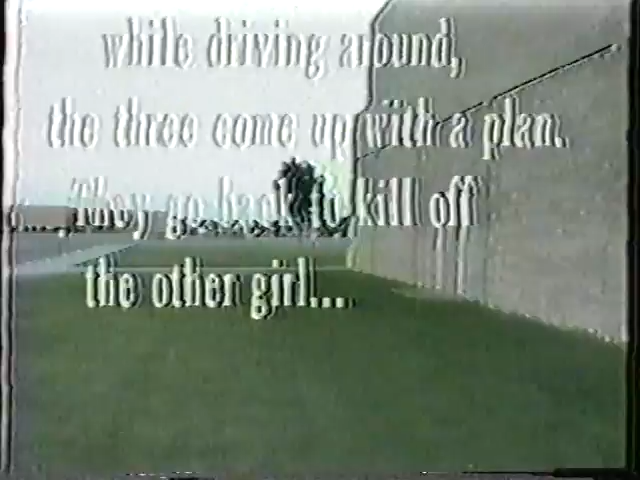 while driving around,
the three come up with a plan.
They go back to kill off
the other girl....